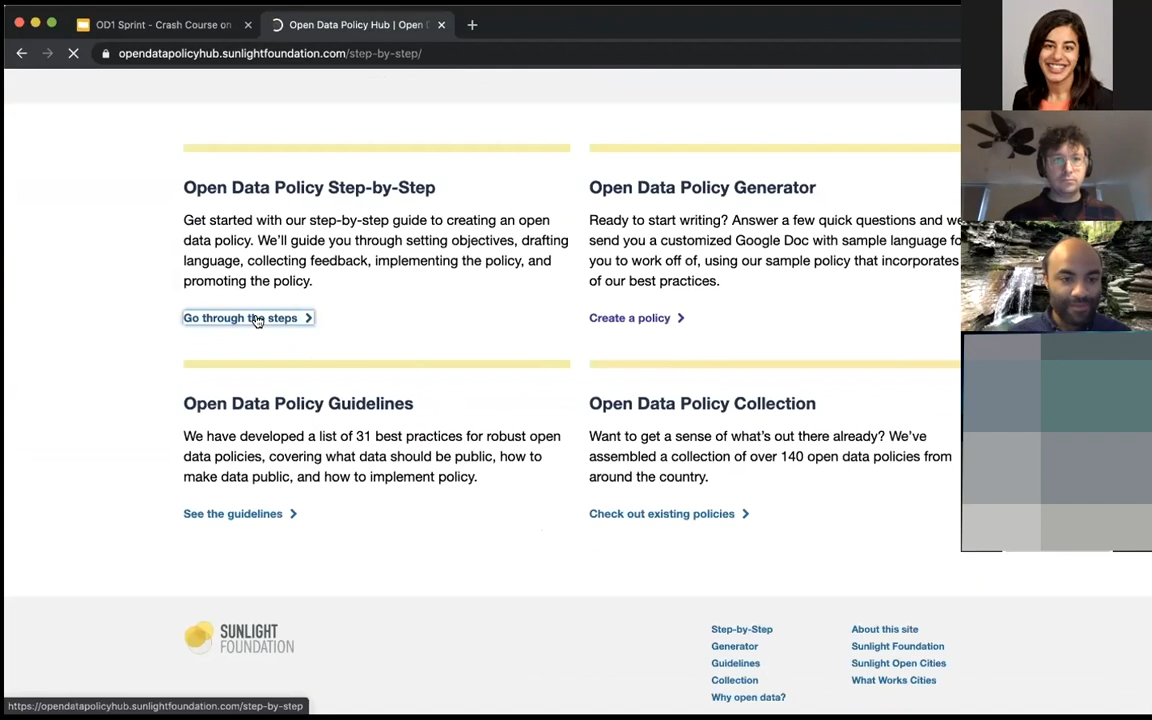 OD1 Sprint - Crash Course on
Open Data Policy Hub | Open
opendatapolicyhub.sunlightfoundation.com/step-by-step/
Open Data Policy Step-by-Step
Get started with our step-by-step guide to creating an open
data policy. We’ll guide you through setting objectives, drafting
language, collecting feedback, implementing the policy, and
promoting the policy.
Go through the steps
Open Data Policy Generator
Ready to start writing? Answer a few quick questions and we
send you a customized Google Doc with sample language fo
you to work off of, using our sample policy that incorporates
of our best practices.
Create a policy
Open Data Policy Guidelines
We have developed a list of 31 best practices for robust open
data policies, covering what data should be public, how to
make data public, and how to implement policy.
See the guidelines
Open Data Policy Collection
Want to get a sense of what’s out there already? We’ve
assembled a collection of over 140 open data policies from
around the country.
Check out existing policies
SUNLIGHT
FOUNDATION
Step-by-Step
Generator
Guidelines
Collection
Why open data?
About this site
Sunlight Foundation
Sunlight Open Cities
What Works Cities
https://opendatapolicyhub.sunlightfoundation.com/step-by-step